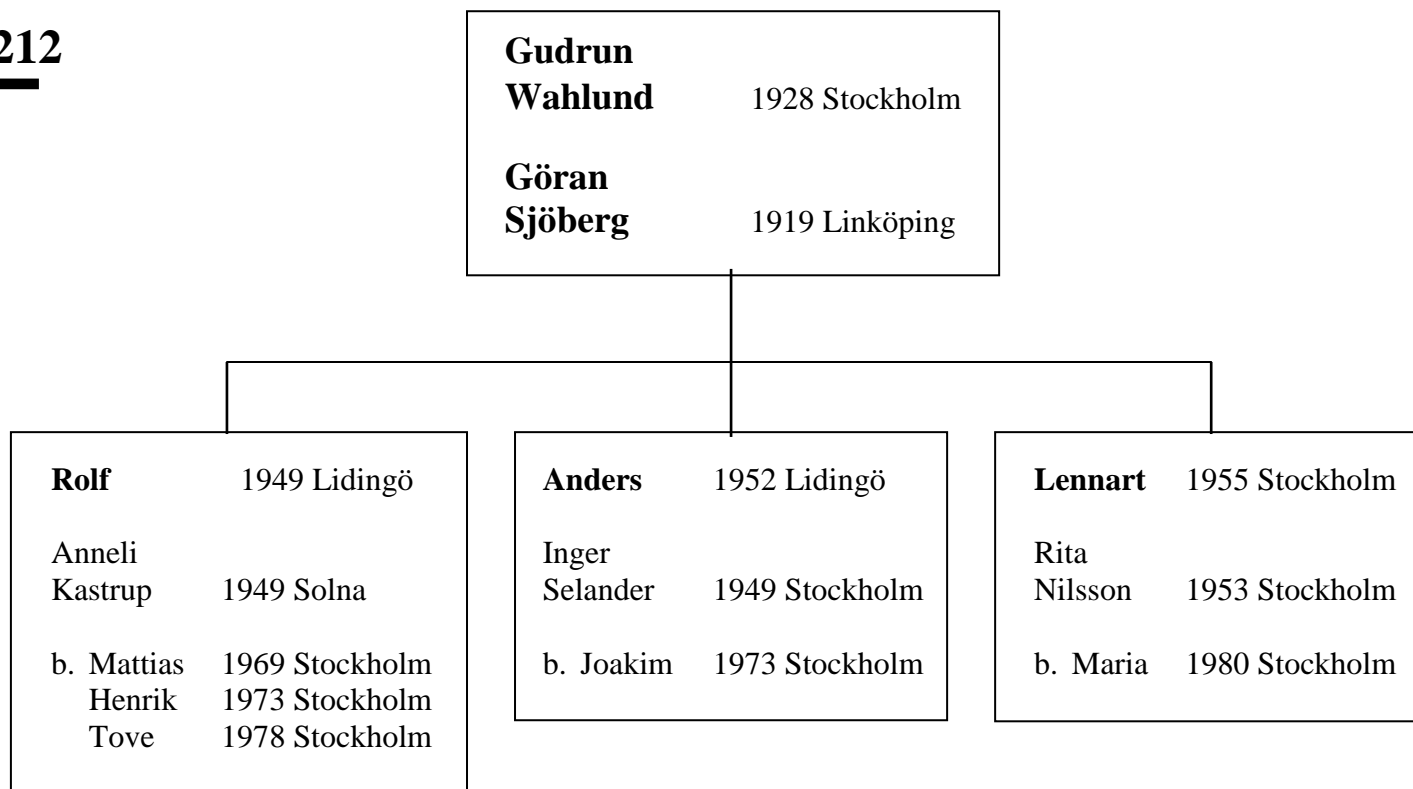 212
Gudrun
Wahlund 1928 Stockholm
Göran
Sjöberg 1919 Linköping
Rolf 1949 Lidingö
Anneli
Kastrup 1949 Solna
b. Mattias 1969 Stockholm
Henrik 1973 Stockholm
Tove 1978 Stockholm
Anders 1952 Lidingö
Inger
Selander 1949 Stockholm
b. Joakim 1973 Stockholm
Lennart 1955 Stockholm
Rita
Nilsson 1953 Stockholm
b. Maria 1980 Stockholm